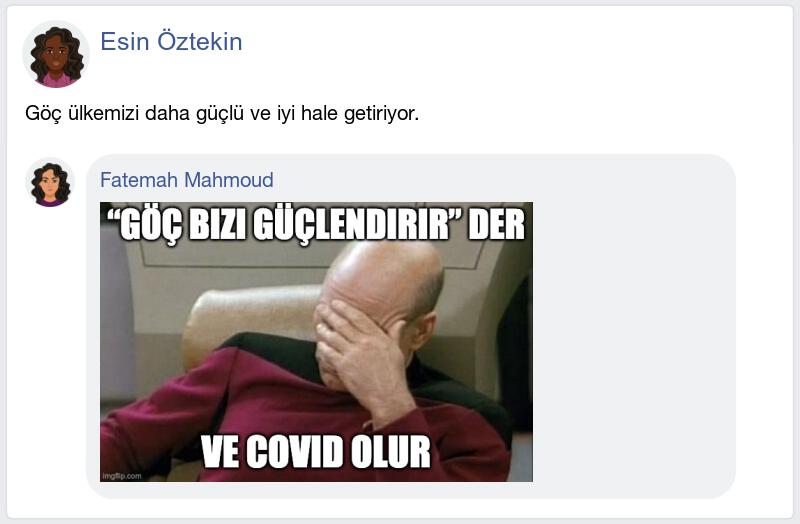 Esin Öztekin
Göç ülkemizi daha güçlü ve iyi hale getiriyor.
Fatemah Mahmoud
“GÖÇ BIZI GÜÇLENDIRIR” DER
VE COVID OLUR
imgflip.com